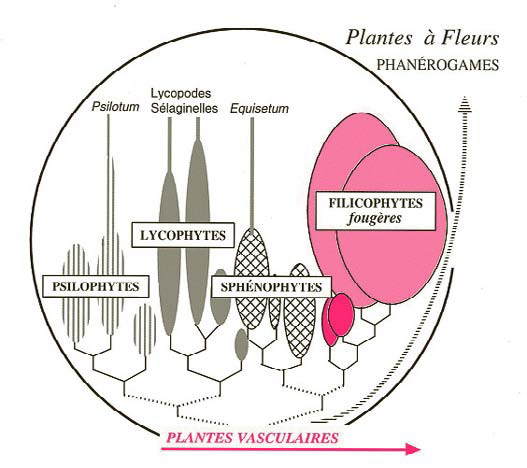 Plantes à Fleurs
PHANÉROGAMES
Lycopodes
Psilotum
Sélaginelles
Equisetum
FILICOPHYTES
fougères
LYCOPHYTES
PSILOPHYTES
SPHÉNOPHYTES
PLANTES VASCULAIRES